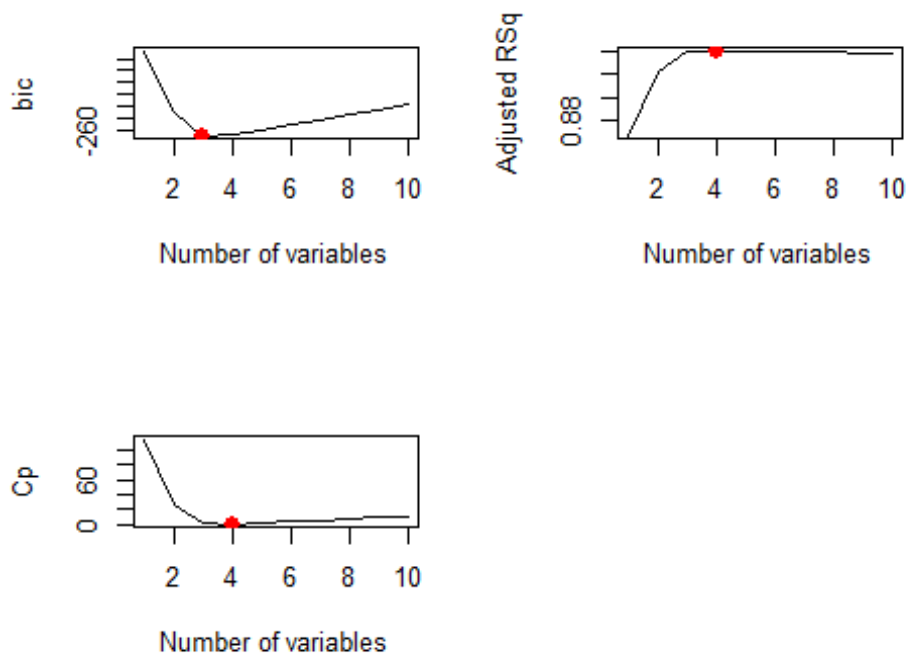 bic
-260
2 4 6 8 10
Number of variables
Adjusted RSq
0.88
2 4 6 8 10
Number of variables
Cp
60
0
2 4 6 8 10
Number of variables